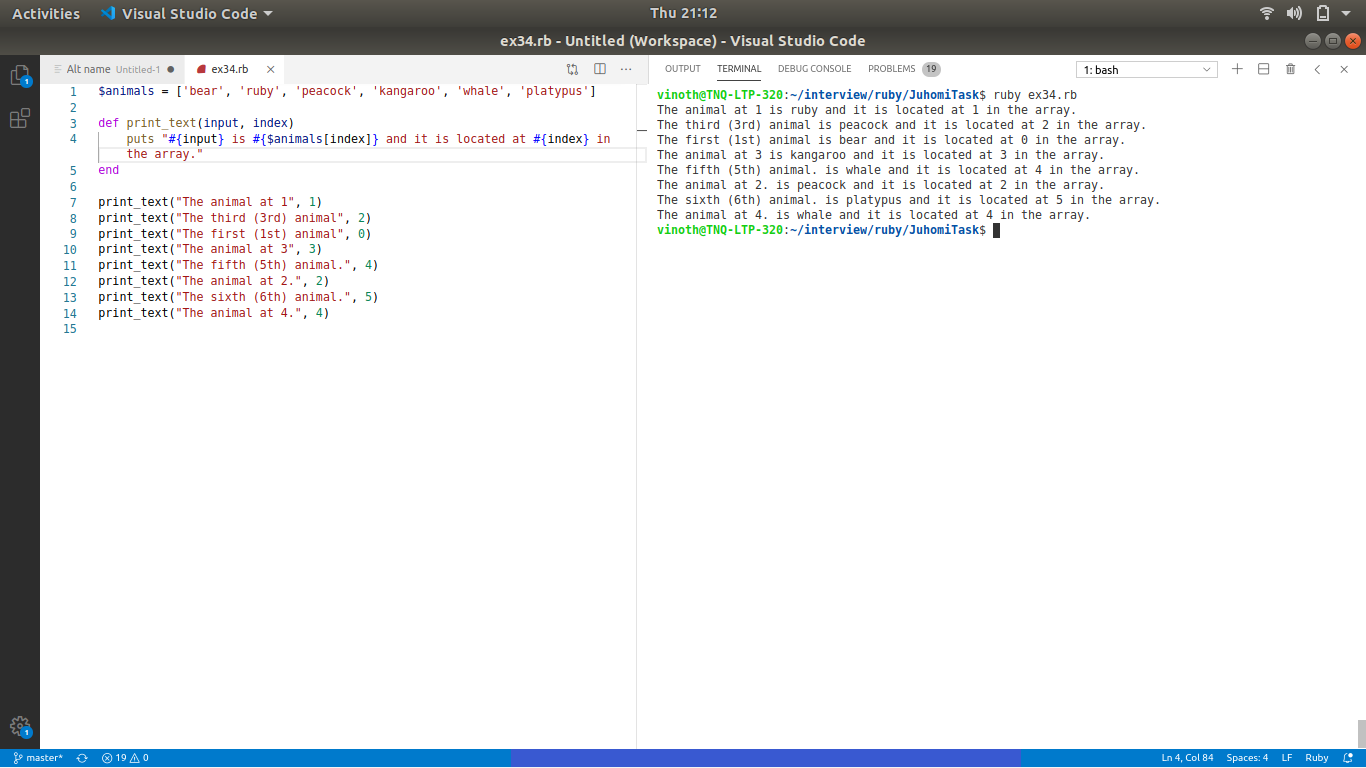 Activities Visual Studio Code Thu 21:12
ex34.rb - Untitled (Workspace) - Visual Studio Code
1
Alt name Untitled-1 ex34.rb
1 $animals = ['bear', 'ruby', 'peacock', 'kangaroo', 'whale', 'platypus']
2
3 def print_text(input, index)
4 puts "#{input} is #{$animals[index]} and it is located at #{index} in
the array."
5 end
6
7 print_text("The animal at 1", 1)
8 print_text("The third (3rd) animal", 2)
9 print_text("The first (1st) animal", 0)
10 print_text("The animal at 3", 3)
11 print_text("The fifth (5th) animal.", 4)
12 print_text("The animal at 2.", 2)
13 print_text("The sixth (6th) animal.", 5)
14 print_text("The animal at 4.", 4)
15
OUTPUT TERMINAL DEBUG CONSOLE PROBLEMS 19 1: bash
vinoth@TNQ-LTP-320:~/interview/ruby/JuhomiTask$ ruby ex34.rb
The animal at 1 is ruby and it is located at 1 in the array.
The third (3rd) animal is peacock and it is located at 2 in the array.
The first (1st) animal is bear and it is located at 0 in the array.
The animal at 3 is kangaroo and it is located at 3 in the array.
The fifth (5th) animal. is whale and it is located at 4 in the array.
The animal at 2. is peacock and it is located at 2 in the array.
The sixth (6th) animal. is platypus and it is located at 5 in the array.
The animal at 4. is whale and it is located at 4 in the array.
vinoth@TNQ-LTP-320:~/interview/ruby/JuhomiTask$
1
master* 19 0 Ln 4, Col 84 Spaces: 4 LF Ruby